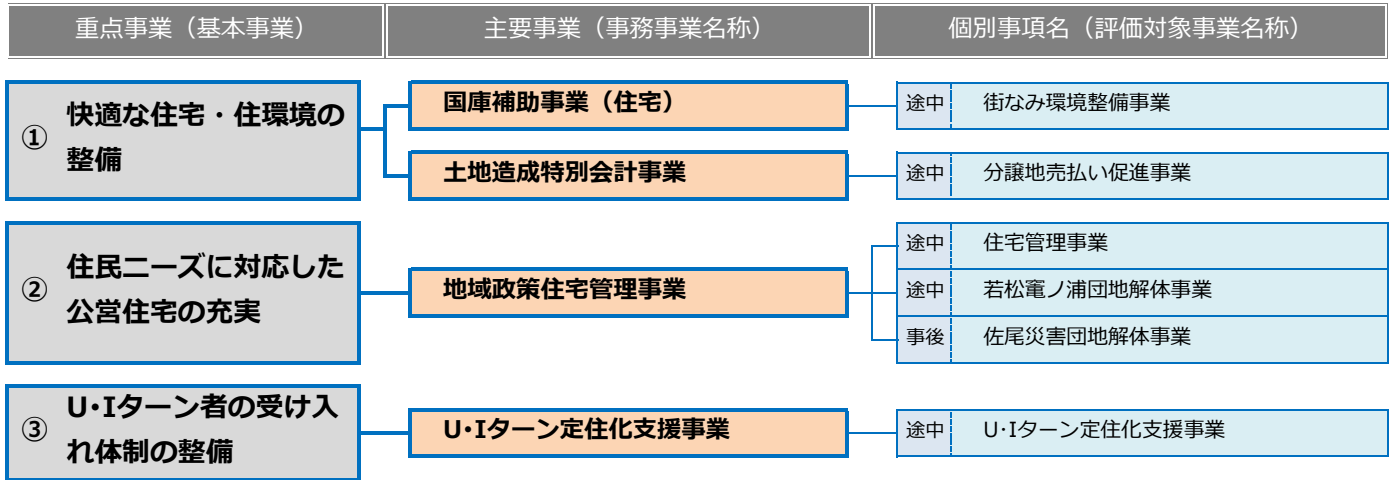 重点事業（基本事業）
主要事業（事務事業名称）
個別事項名（評価対象事業名称）
① 快適な住宅・住環境の
整備
国庫補助事業（住宅）
途中 街なみ環境整備事業
土地造成特別会計事業
途中 分譲地売払い促進事業
② 住民ニーズに対応した
公営住宅の充実
地域政策住宅管理事業
途中 住宅管理事業
途中 若松竃ノ浦団地解体事業
事後 佐尾災害団地解体事業
③ U・Iターン者の受け入
れ体制の整備
U・Iターン定住化支援事業
途中 U・Iターン定住化支援事業